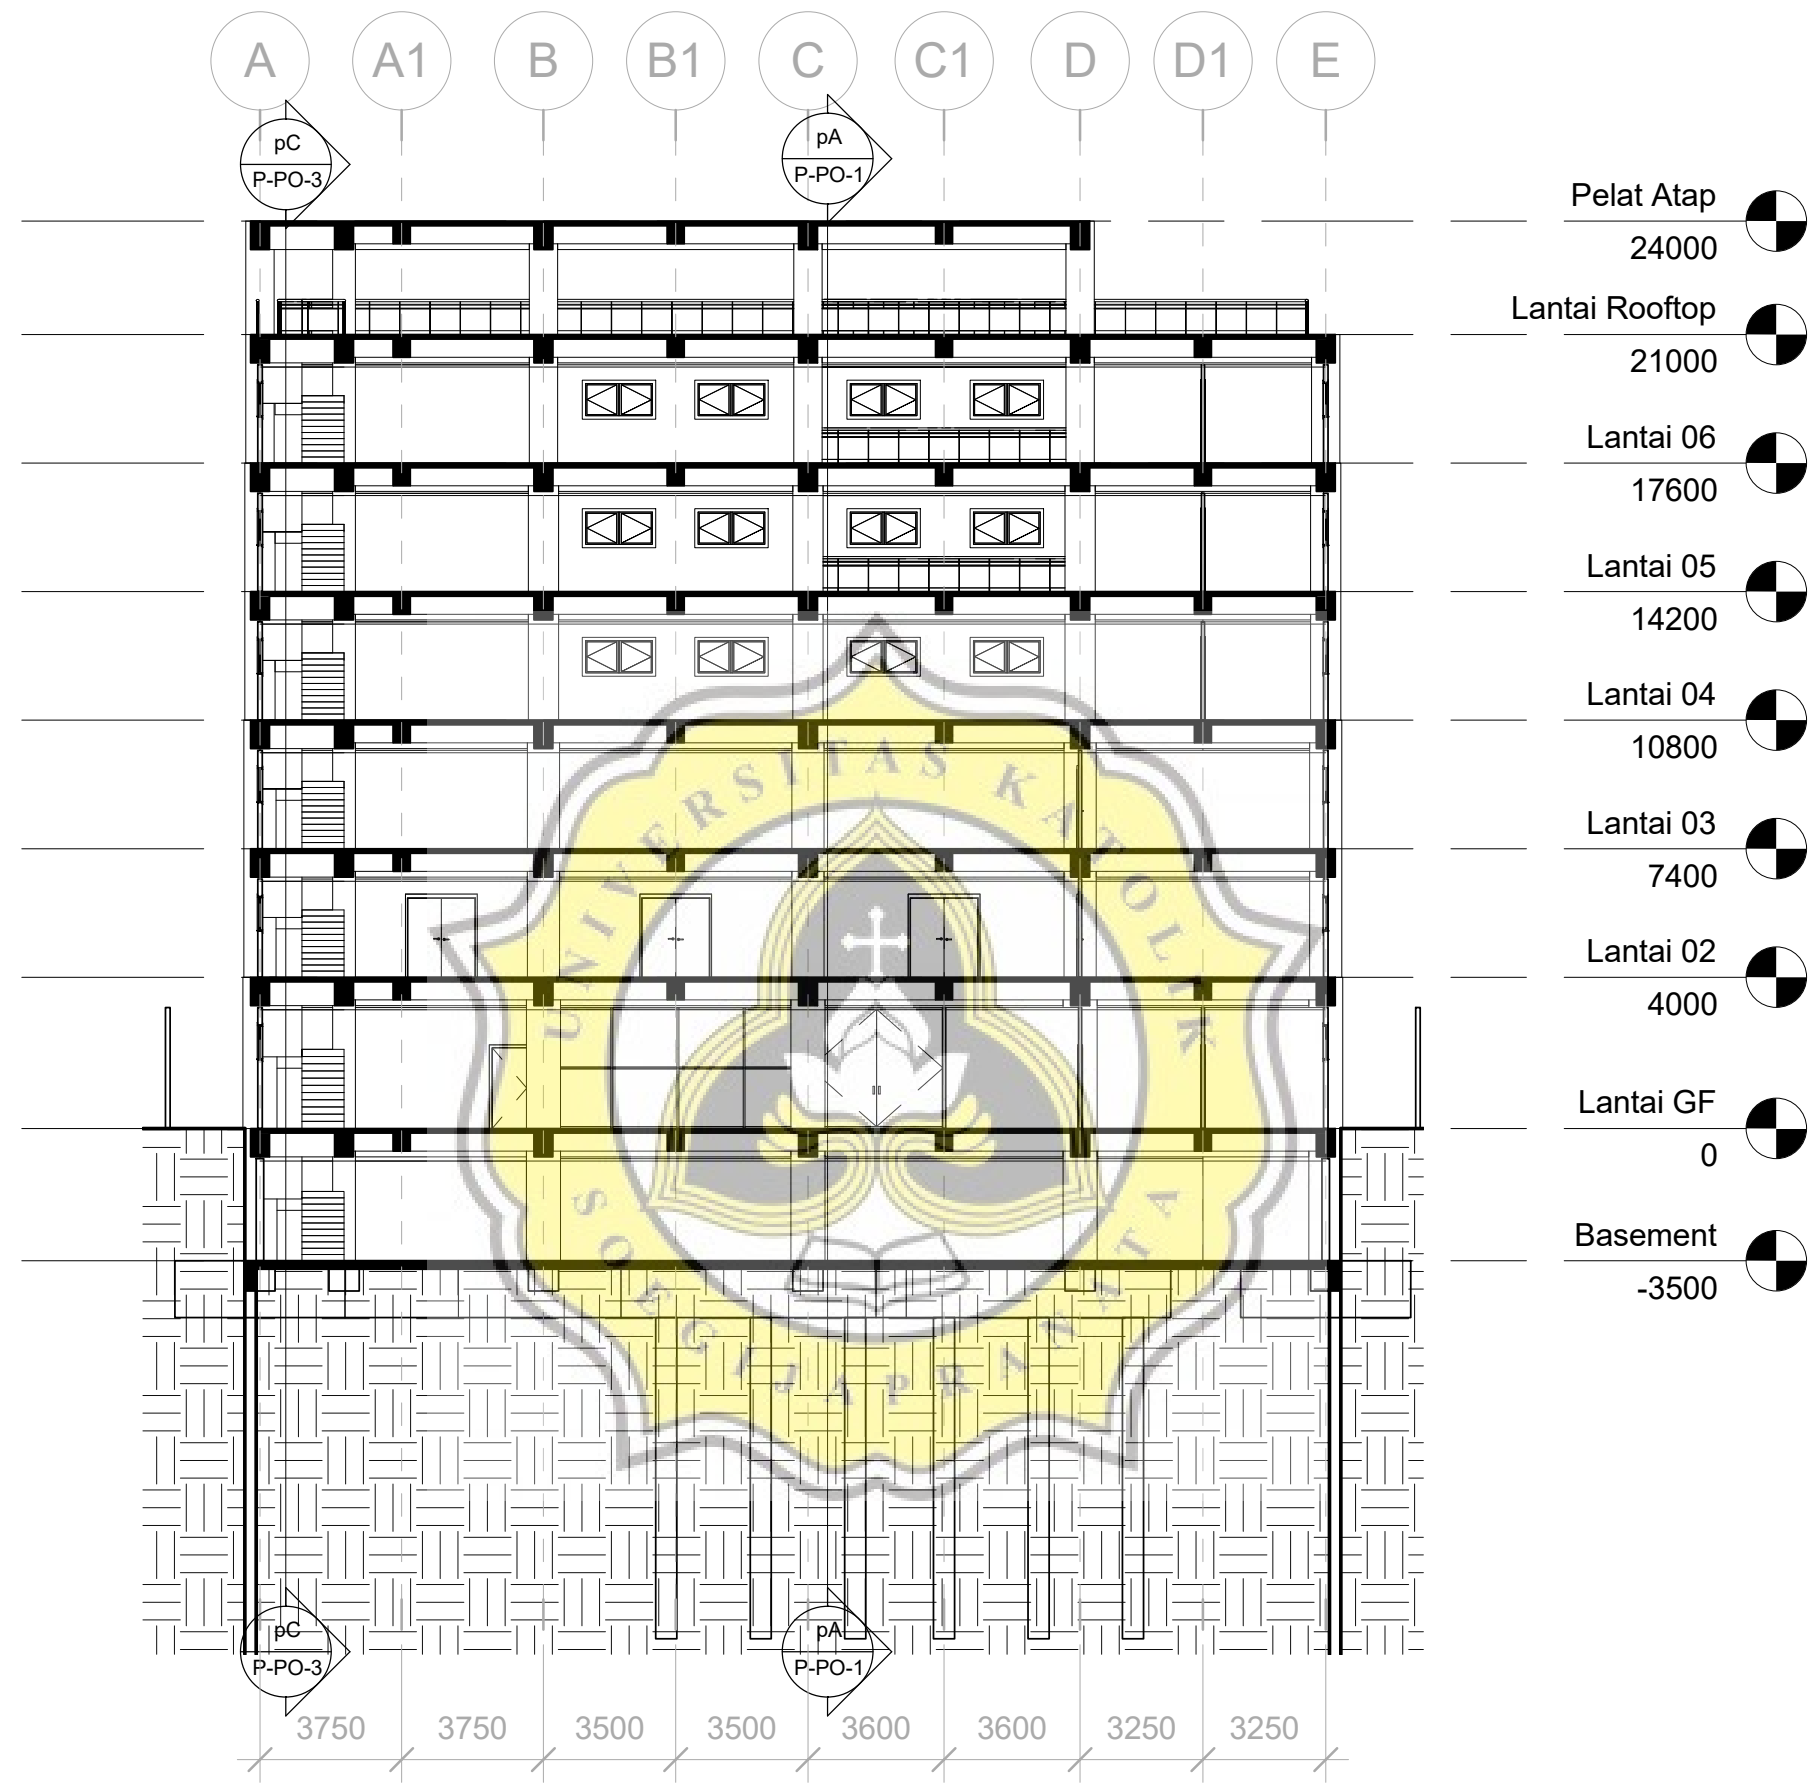 A A1 B B1 C C1 D D1 E
pC
P-PO-3
pA
P-PO-1
Pelat Atap
24000
Lantai Rooftop
21000
Lantai 06
17600
Lantai 05
14200
Lantai 04
10800
Lantai 03
7400
Lantai 02
4000
Lantai GF
0
Basement
-3500
UNIVERSITAS KATOLIK
SOEGIJAPRANATA
pC
P-PO-3
pA
P-PO-1
3750 3750 3500 3500 3600 3600 3250 3250